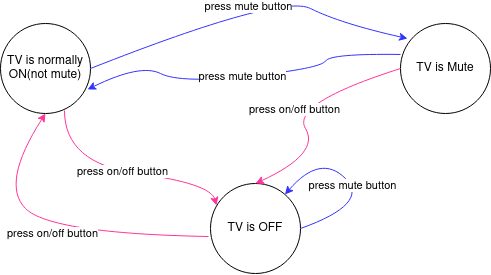 press mute button
TV is normally
ON(not mute)
TV is Mute
press mute button
press on/off button
press on/off button
press mute button
TV is OFF
press on/off button